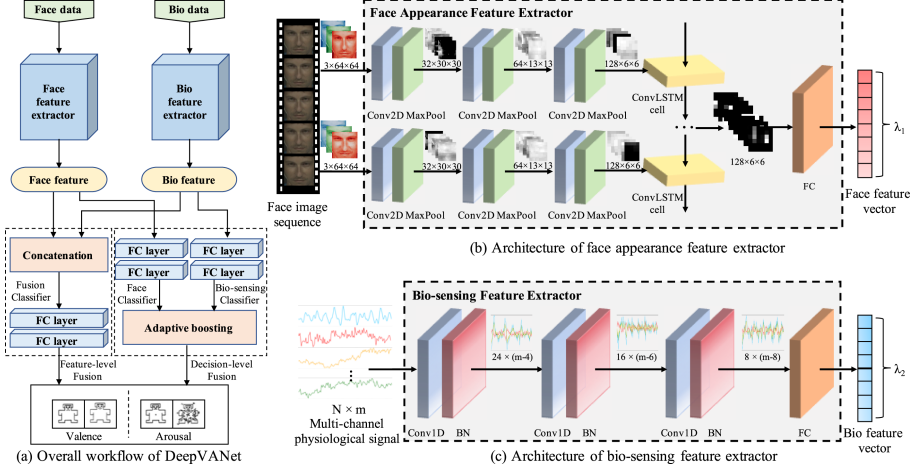 Face data
Bio data
Face
feature
extractor
Bio
feature
extractor
Face feature
Bio feature
Concatenation
Fusion
Classifier
FC layer
FC layer
FC layer
FC layer
FC layer
FC layer
Face
Classifier
Bio-sensing
Classifier
Adaptive boosting
Feature-level
Fusion
Decision-level
Fusion
Valence
Arousal
(a) Overall workflow of DeepVANet
Face Appearance Feature Extractor
3×64×64
32×30×30
64×13×13
128×6×6
Conv2D MaxPool
Conv2D MaxPool
Conv2D MaxPool
ConvLSTM
cell
3×64×64
32×30×30
64×13×13
128×6×6
Conv2D MaxPool
Conv2D MaxPool
Conv2D MaxPool
ConvLSTM
cell
128×6×6
FC
λ1
Face feature
vector
Face image
sequence
(b) Architecture of face appearance feature extractor
Bio-sensing Feature Extractor
24 × (m-4)
16 × (m-6)
8 × (m-8)
N × m
Multi-channel
physiological signal
Conv1D BN
Conv1D BN
Conv1D BN
FC
λ2
Bio feature
vector
(c) Architecture of bio-sensing feature extractor